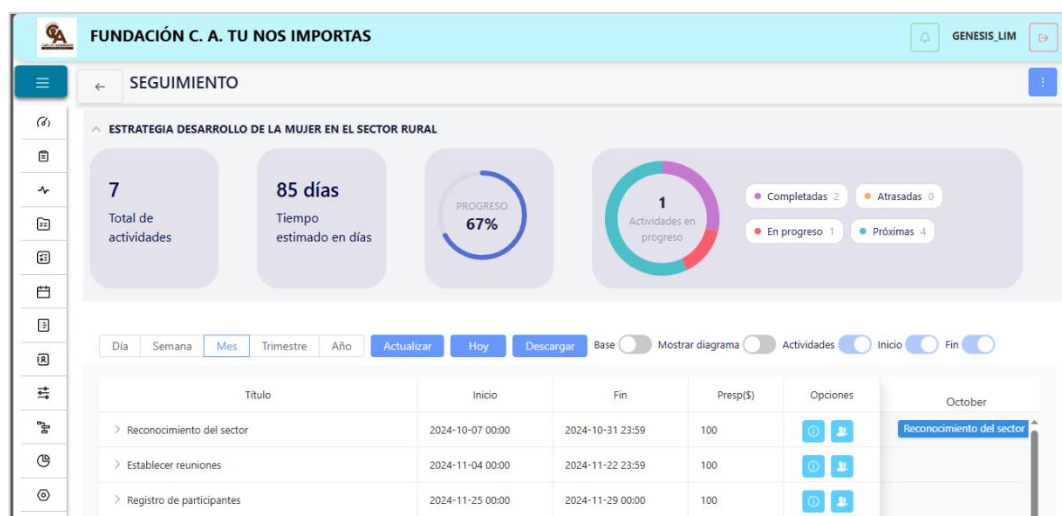 FUNDACIÓN C. A. TU NOS IMPORTAS
GENESIS_LIM
SEGUIMIENTO
ESTRATEGIA DESARROLLO DE LA MUJER EN EL SECTOR RURAL
7
Total de
actividades
85 días
Tiempo
estimado en días
PROGRESO
67%
1
Actividades en
progreso
Completadas 2
Atrasadas 0
En progreso 1
Próximas 4
Día Semana Mes Trimestre Año Actualizar Hoy Descargar Base Mostrar diagrama Actividades Inicio Fin
Título Inicio Fin Presp($) Opciones October
Reconocimiento del sector 2024-10-07 00:00 2024-10-31 23:59 100 Reconocimiento del sector
Establecer reuniones 2024-11-04 00:00 2024-11-22 23:59 100
Registro de participantes 2024-11-25 00:00 2024-11-29 00:00 100